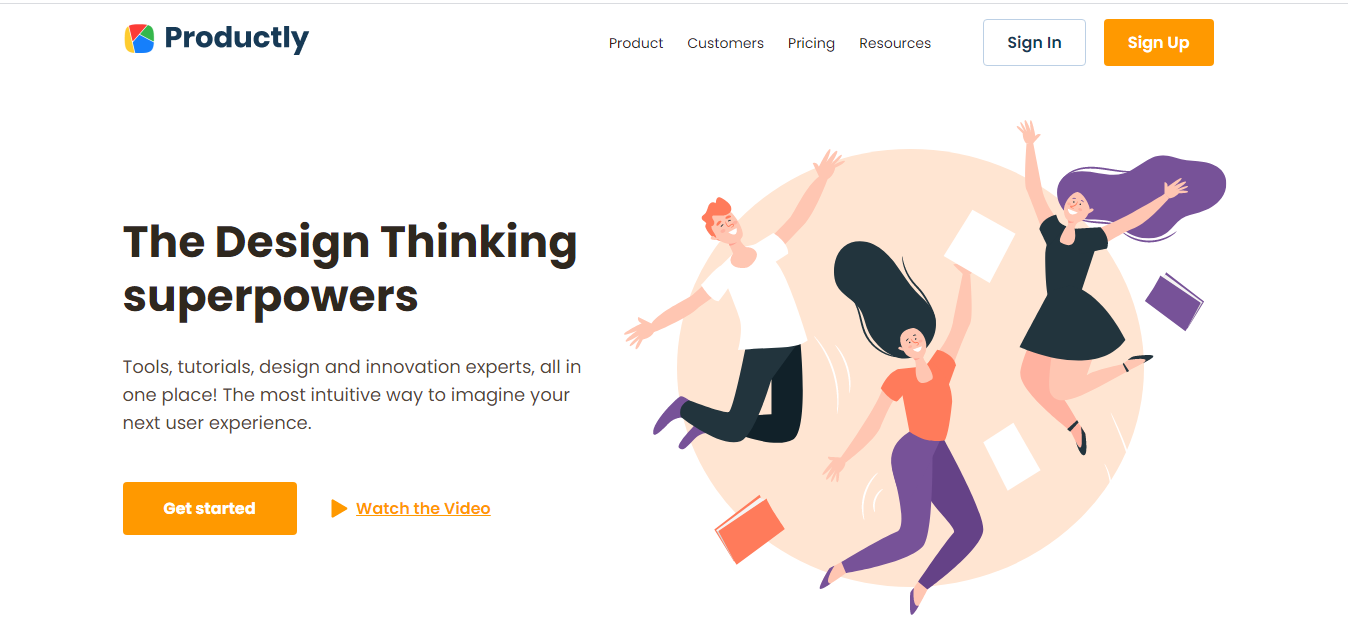 Productly
Product Customers Pricing Resources Sign In Sign Up
The Design Thinking
superpowers
Tools, tutorials, design and innovation experts, all in
one place! The most intuitive way to imagine your
next user experience.
Get started Watch the Video